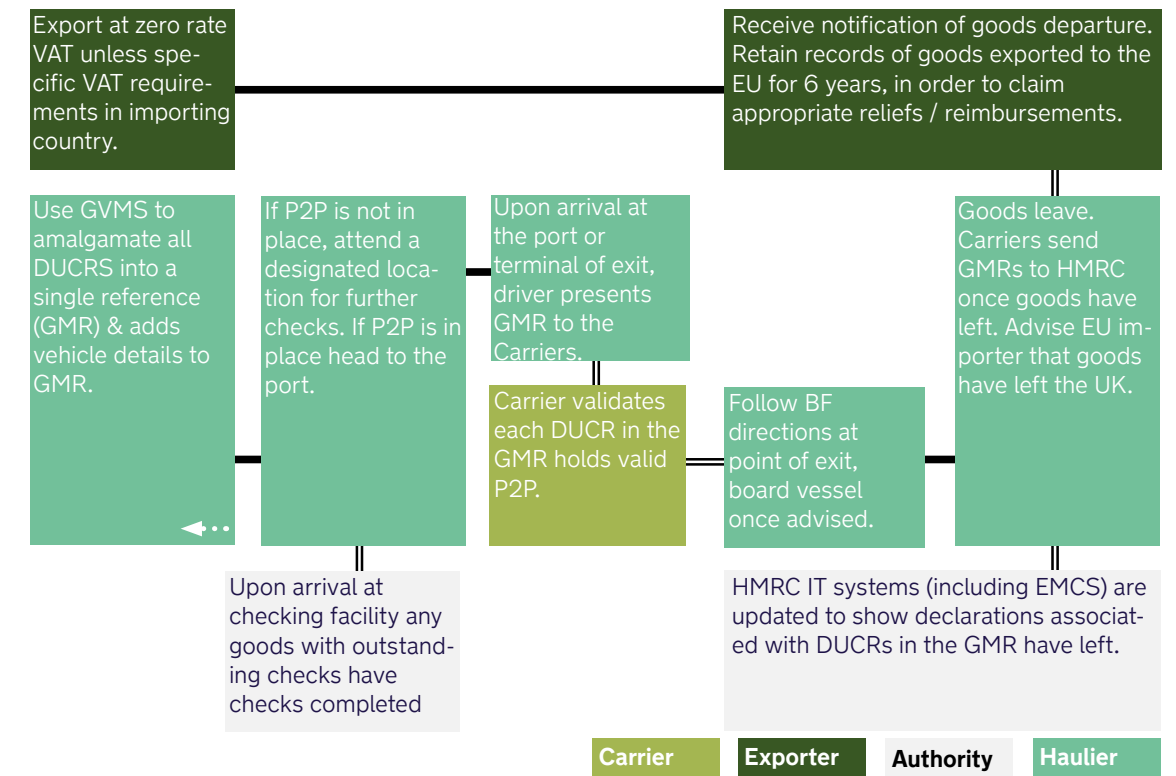 Export at zero rate
VAT unless spe-
cific VAT require-
ments in importing
country.
Receive notification of goods departure.
Retain records of goods exported to the
EU for 6 years, in order to claim
appropriate reliefs / reimbursements.
Use GVMS to
amalgamate all
DUCRS into a
single reference
(GMR) & adds
vehicle details to
GMR.
If P2P is not in
place, attend a
designated loca-
tion for further
checks. If P2P is in
place head to the
port.
Upon arrival at
the port or
terminal of exit,
driver presents
GMR to the
Carriers.
Carrier validates
each DUCR in the
GMR holds valid
P2P.
Follow BF
directions at
point of exit,
board vessel
once advised.
Goods leave.
Carriers send
GMRs to HMRC
once goods have
left. Advise EU im-
porter that goods
have left the UK.
Upon arrival at
checking facility any
goods with outstand-
ing checks have
checks completed
HMRC IT systems (including EMCS) are
updated to show declarations associat-
ed with DUCRs in the GMR have left.
Carrier
Exporter
Authority
Haulier